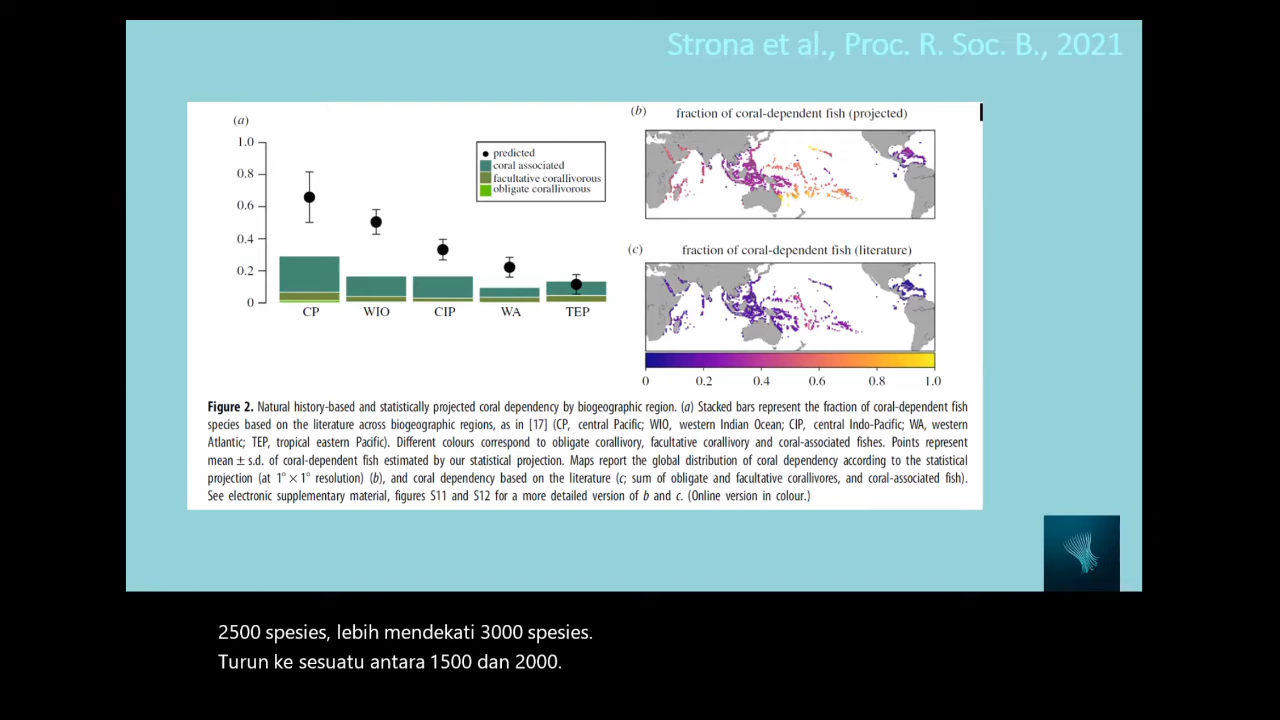 Strona et al., Proc. R. Soc. B., 2021
(a)
1.0
0.8
0.6
0.4
0.2
0
predicted
coral associated
facultative corallivorous
obligate corallivorous
CP WIO CIP WA TEP
(b) fraction of coral-dependent fish (projected)
(c) fraction of coral-dependent fish (literature)
0 0.2 0.4 0.6 0.8 1.0
Figure 2. Natural history-based and statistically projected coral dependency by biogeographic region. (a) Stacked bars represent the fraction of coral-dependent fish
species based on the literature across biogeographic regions, as in [17] (CP, central Pacific; WIO, western Indian Ocean; CIP, central Indo-Pacific; WA, western
Atlantic; TEP, tropical eastern Pacific). Different colours correspond to obligate corallivory, facultative corallivory and coral-associated fishes. Points represent
mean ± s.d. of coral-dependent fish estimated by our statistical projection. Maps report the global distribution of coral dependency according to the statistical
projection (at 1° × 1° resolution) (b), and coral dependency based on the literature (c; sum of obligate and facultative corallivores, and coral-associated fish).
See electronic supplementary material, figures S11 and S12 for a more detailed version of b and c. (Online version in colour.)
2500 spesies, lebih mendekati 3000 spesies.
Turun ke sesuatu antara 1500 dan 2000.